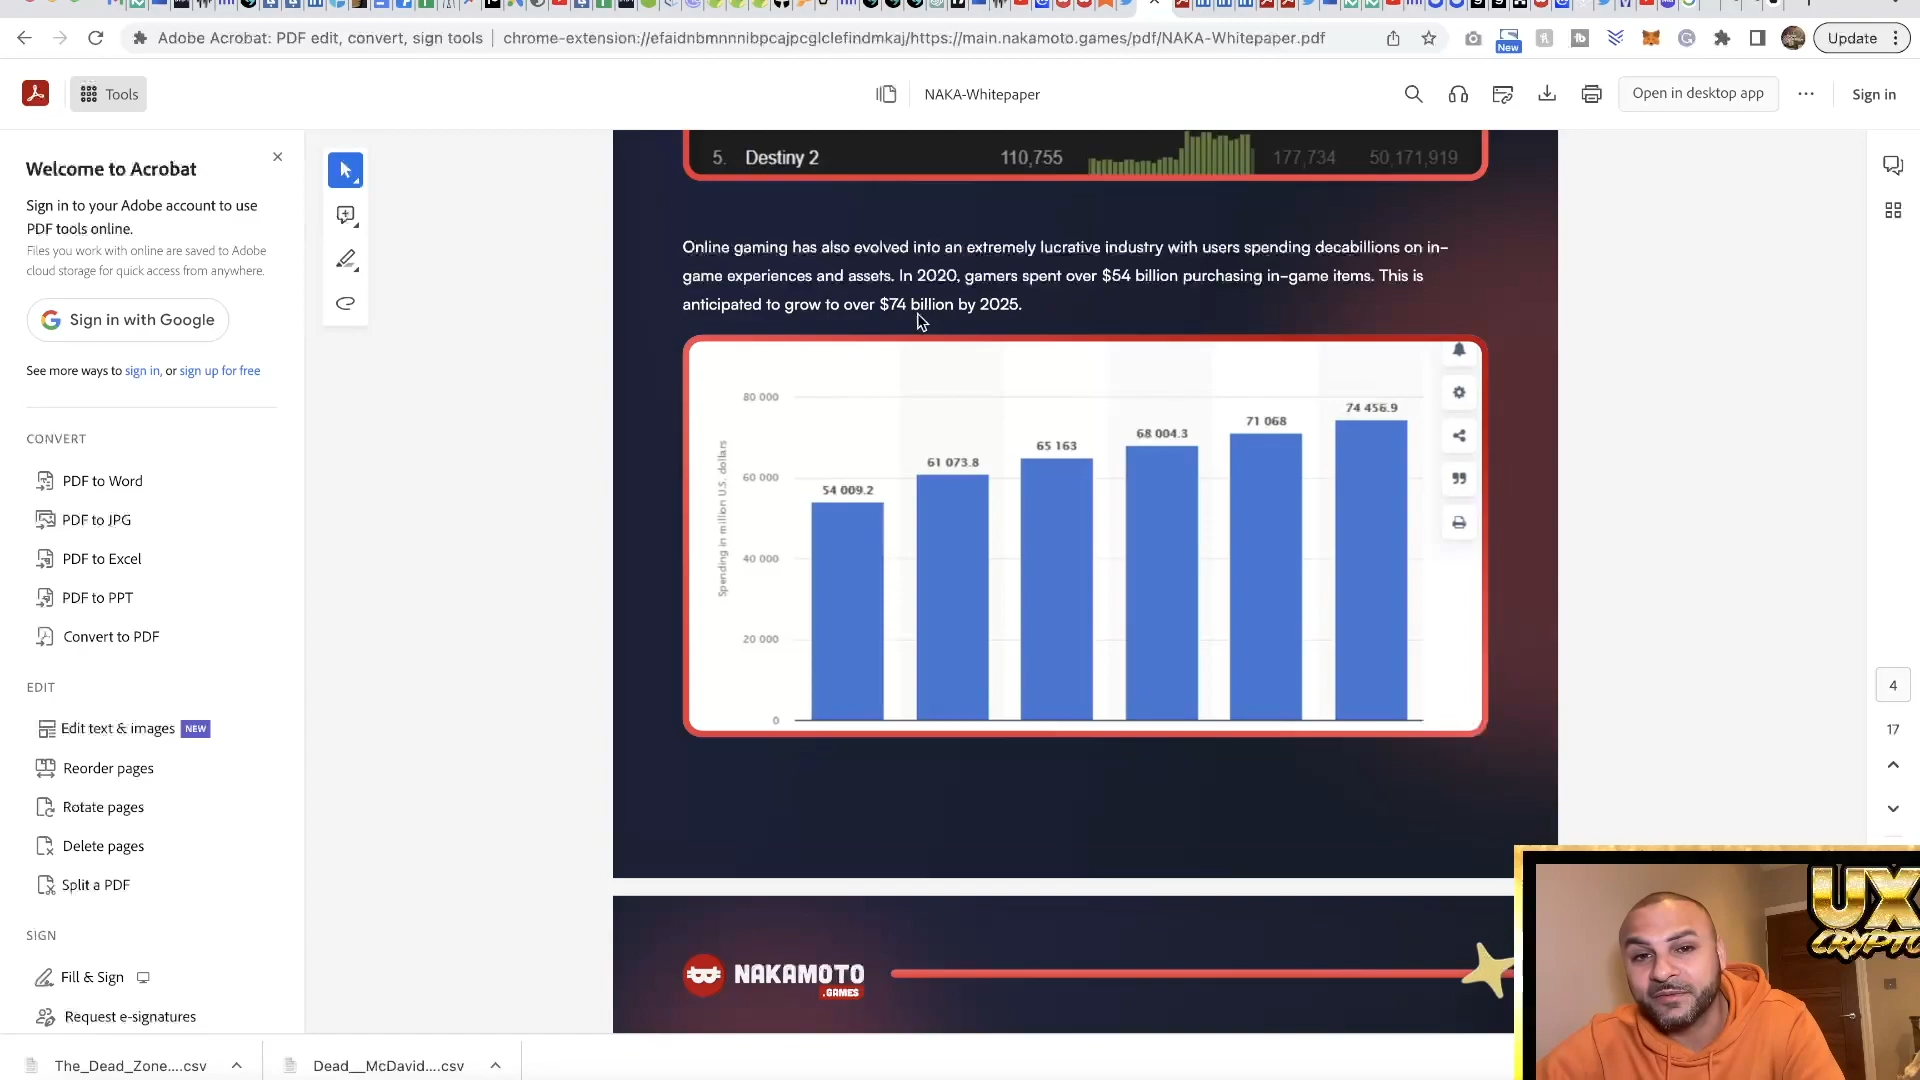 Adobe Acrobat: PDF edit, convert, sign tools | chrome-extension://efaidnbmnnnibpcajpcglclefindmkaj/https://main.nakamoto.games/pdf/NAKA-Whitepaper.pdf
New
Update
Tools
NAKA-Whitepaper
Open in desktop app
Sign in
Welcome to Acrobat
Sign in to your Adobe account to use
PDF tools online.
Files you work with online are saved to Adobe
cloud storage for quick access from anywhere.
Sign in with Google
See more ways to sign in, or sign up for free
CONVERT
PDF to Word
PDF to JPG
PDF to Excel
PDF to PPT
Convert to PDF
EDIT
Edit text & images NEW
Reorder pages
Rotate pages
Delete pages
Split a PDF
SIGN
Fill & Sign
Request e-signatures
5. Destiny 2 110,755 177,734 50,171,919
Online gaming has also evolved into an extremely lucrative industry with users spending decabillions on in-
game experiences and assets. In 2020, gamers spent over $54 billion purchasing in-game items. This is
anticipated to grow to over $74 billion by 2025.
Spending in million U.S. dollars
80 000
60 000
40 000
20 000
0
54 009.2
61 073.8
65 163
68 004.3
71 068
74 456.9
NAKAMOTO
.GAMES
4
17
UX
CRYPTO
The_Dead_Zone....csv
Dead__McDavid....csv